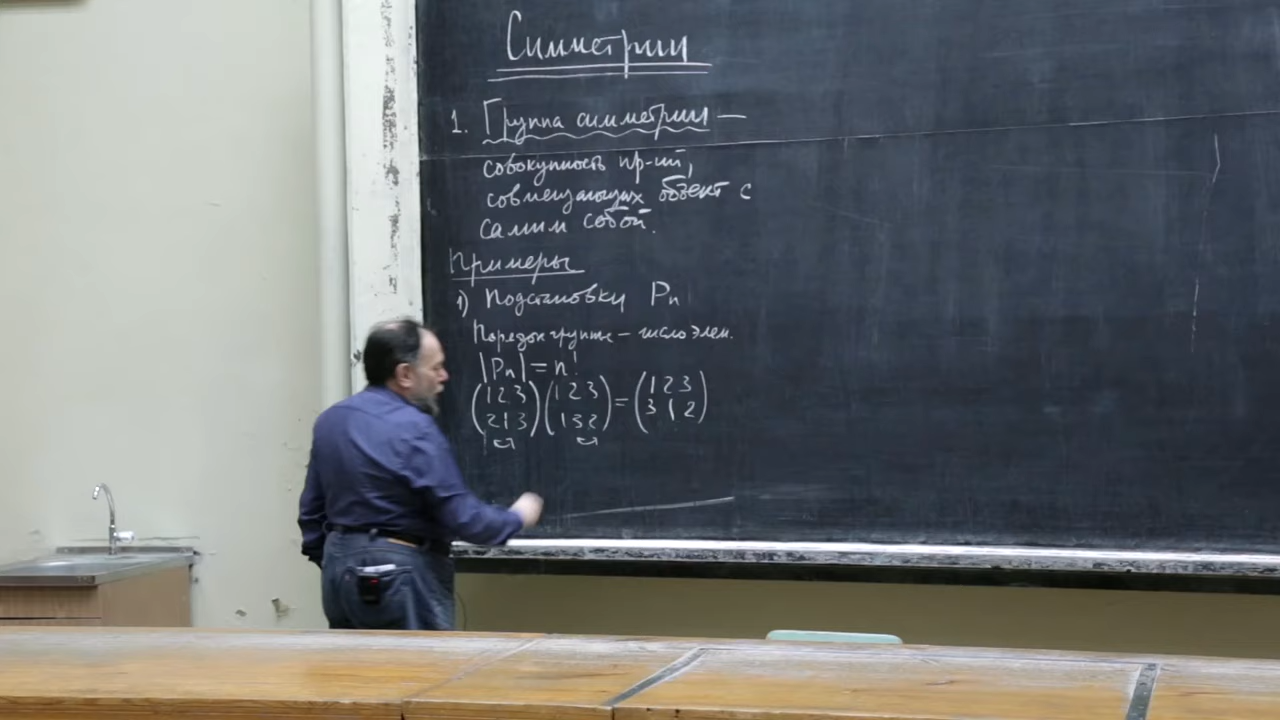 Симметрии
1. Группа симметрии —
совокупность пр-ий,
совмещающих объект с
самим собой.
Примеры
1) Подстановки Pn
Порядок группы — число элем.
|Pn| = n!
(1 2 3) (1 2 3) = (1 2 3)
(2 1 3) (1 3 2) (3 1 2)